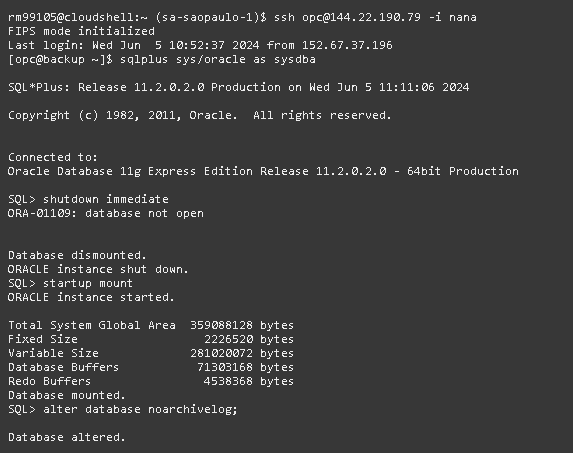 rm99105@cloudshell:~ (sa-saopaulo-1)$ ssh opc@144.22.190.79 -i nana
FIPS mode initialized
Last login: Wed Jun  5 10:52:37 2024 from 152.67.37.196
[opc@backup ~]$ sqlplus sys/oracle as sysdba
SQL*Plus: Release 11.2.0.2.0 Production on Wed Jun 5 11:11:06 2024
Copyright (c) 1982, 2011, Oracle.  All rights reserved.
Connected to:
Oracle Database 11g Express Edition Release 11.2.0.2.0 - 64bit Production
SQL> shutdown immediate
ORA-01109: database not open
Database dismounted.
ORACLE instance shut down.
SQL> startup mount
ORACLE instance started.
Total System Global Area  359088128 bytes
Fixed Size                  2226520 bytes
Variable Size             281020072 bytes
Database Buffers           71303168 bytes
Redo Buffers                4538368 bytes
Database mounted.
SQL> alter database noarchivelog;
Database altered.